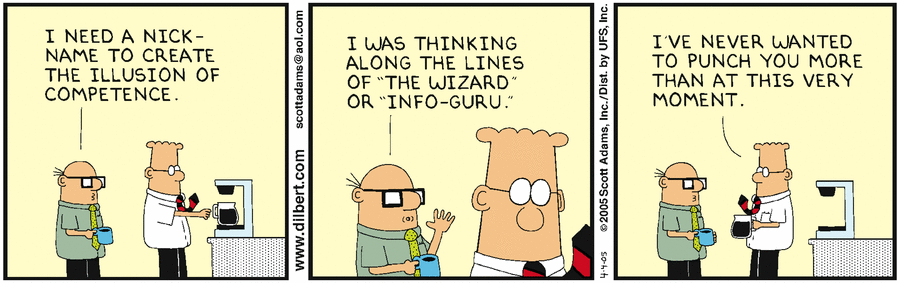 I NEED A NICK-
NAME TO CREATE
THE ILLUSION OF
COMPETENCE.
www.dilbert.com scottadams@aol.com
I WAS THINKING
ALONG THE LINES
OF "THE WIZARD"
OR "INFO-GURU."
4-4-05 ©2005 Scott Adams, Inc./Dist. by UFS, Inc.
I'VE NEVER WANTED
TO PUNCH YOU MORE
THAN AT THIS VERY
MOMENT.